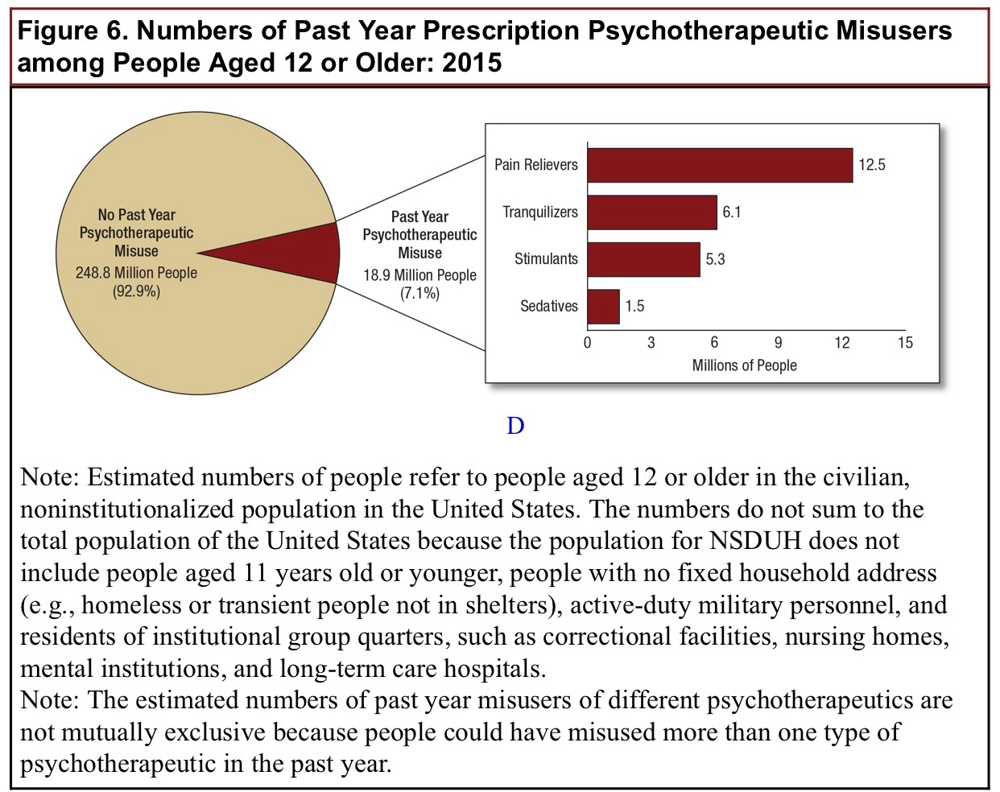 Figure 6. Numbers of Past Year Prescription Psychotherapeutic Misusers
among People Aged 12 or Older: 2015
No Past Year
Psychotherapeutic
Misuse
248.8 Million People
(92.9%)
Past Year
Psychotherapeutic
Misuse
18.9 Million People
(7.1%)
Pain Relievers 12.5
Tranquilizers 6.1
Stimulants 5.3
Sedatives 1.5
0 3 6 9 12 15
Millions of People
D
Note: Estimated numbers of people refer to people aged 12 or older in the civilian,
noninstitutionalized population in the United States. The numbers do not sum to the
total population of the United States because the population for NSDUH does not
include people aged 11 years old or younger, people with no fixed household address
(e.g., homeless or transient people not in shelters), active-duty military personnel, and
residents of institutional group quarters, such as correctional facilities, nursing homes,
mental institutions, and long-term care hospitals.
Note: The estimated numbers of past year misusers of different psychotherapeutics are
not mutually exclusive because people could have misused more than one type of
psychotherapeutic in the past year.